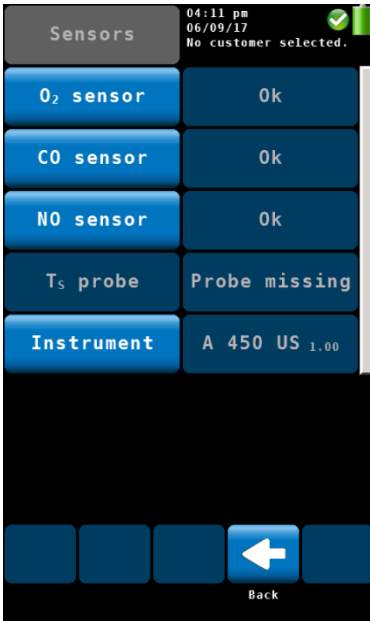 Sensors
04:11 pm
06/09/17
No customer selected.
O₂ sensor
Ok
CO sensor
Ok
NO sensor
Ok
Tₛ probe
Probe missing
Instrument
A 450 US 1.00
Back